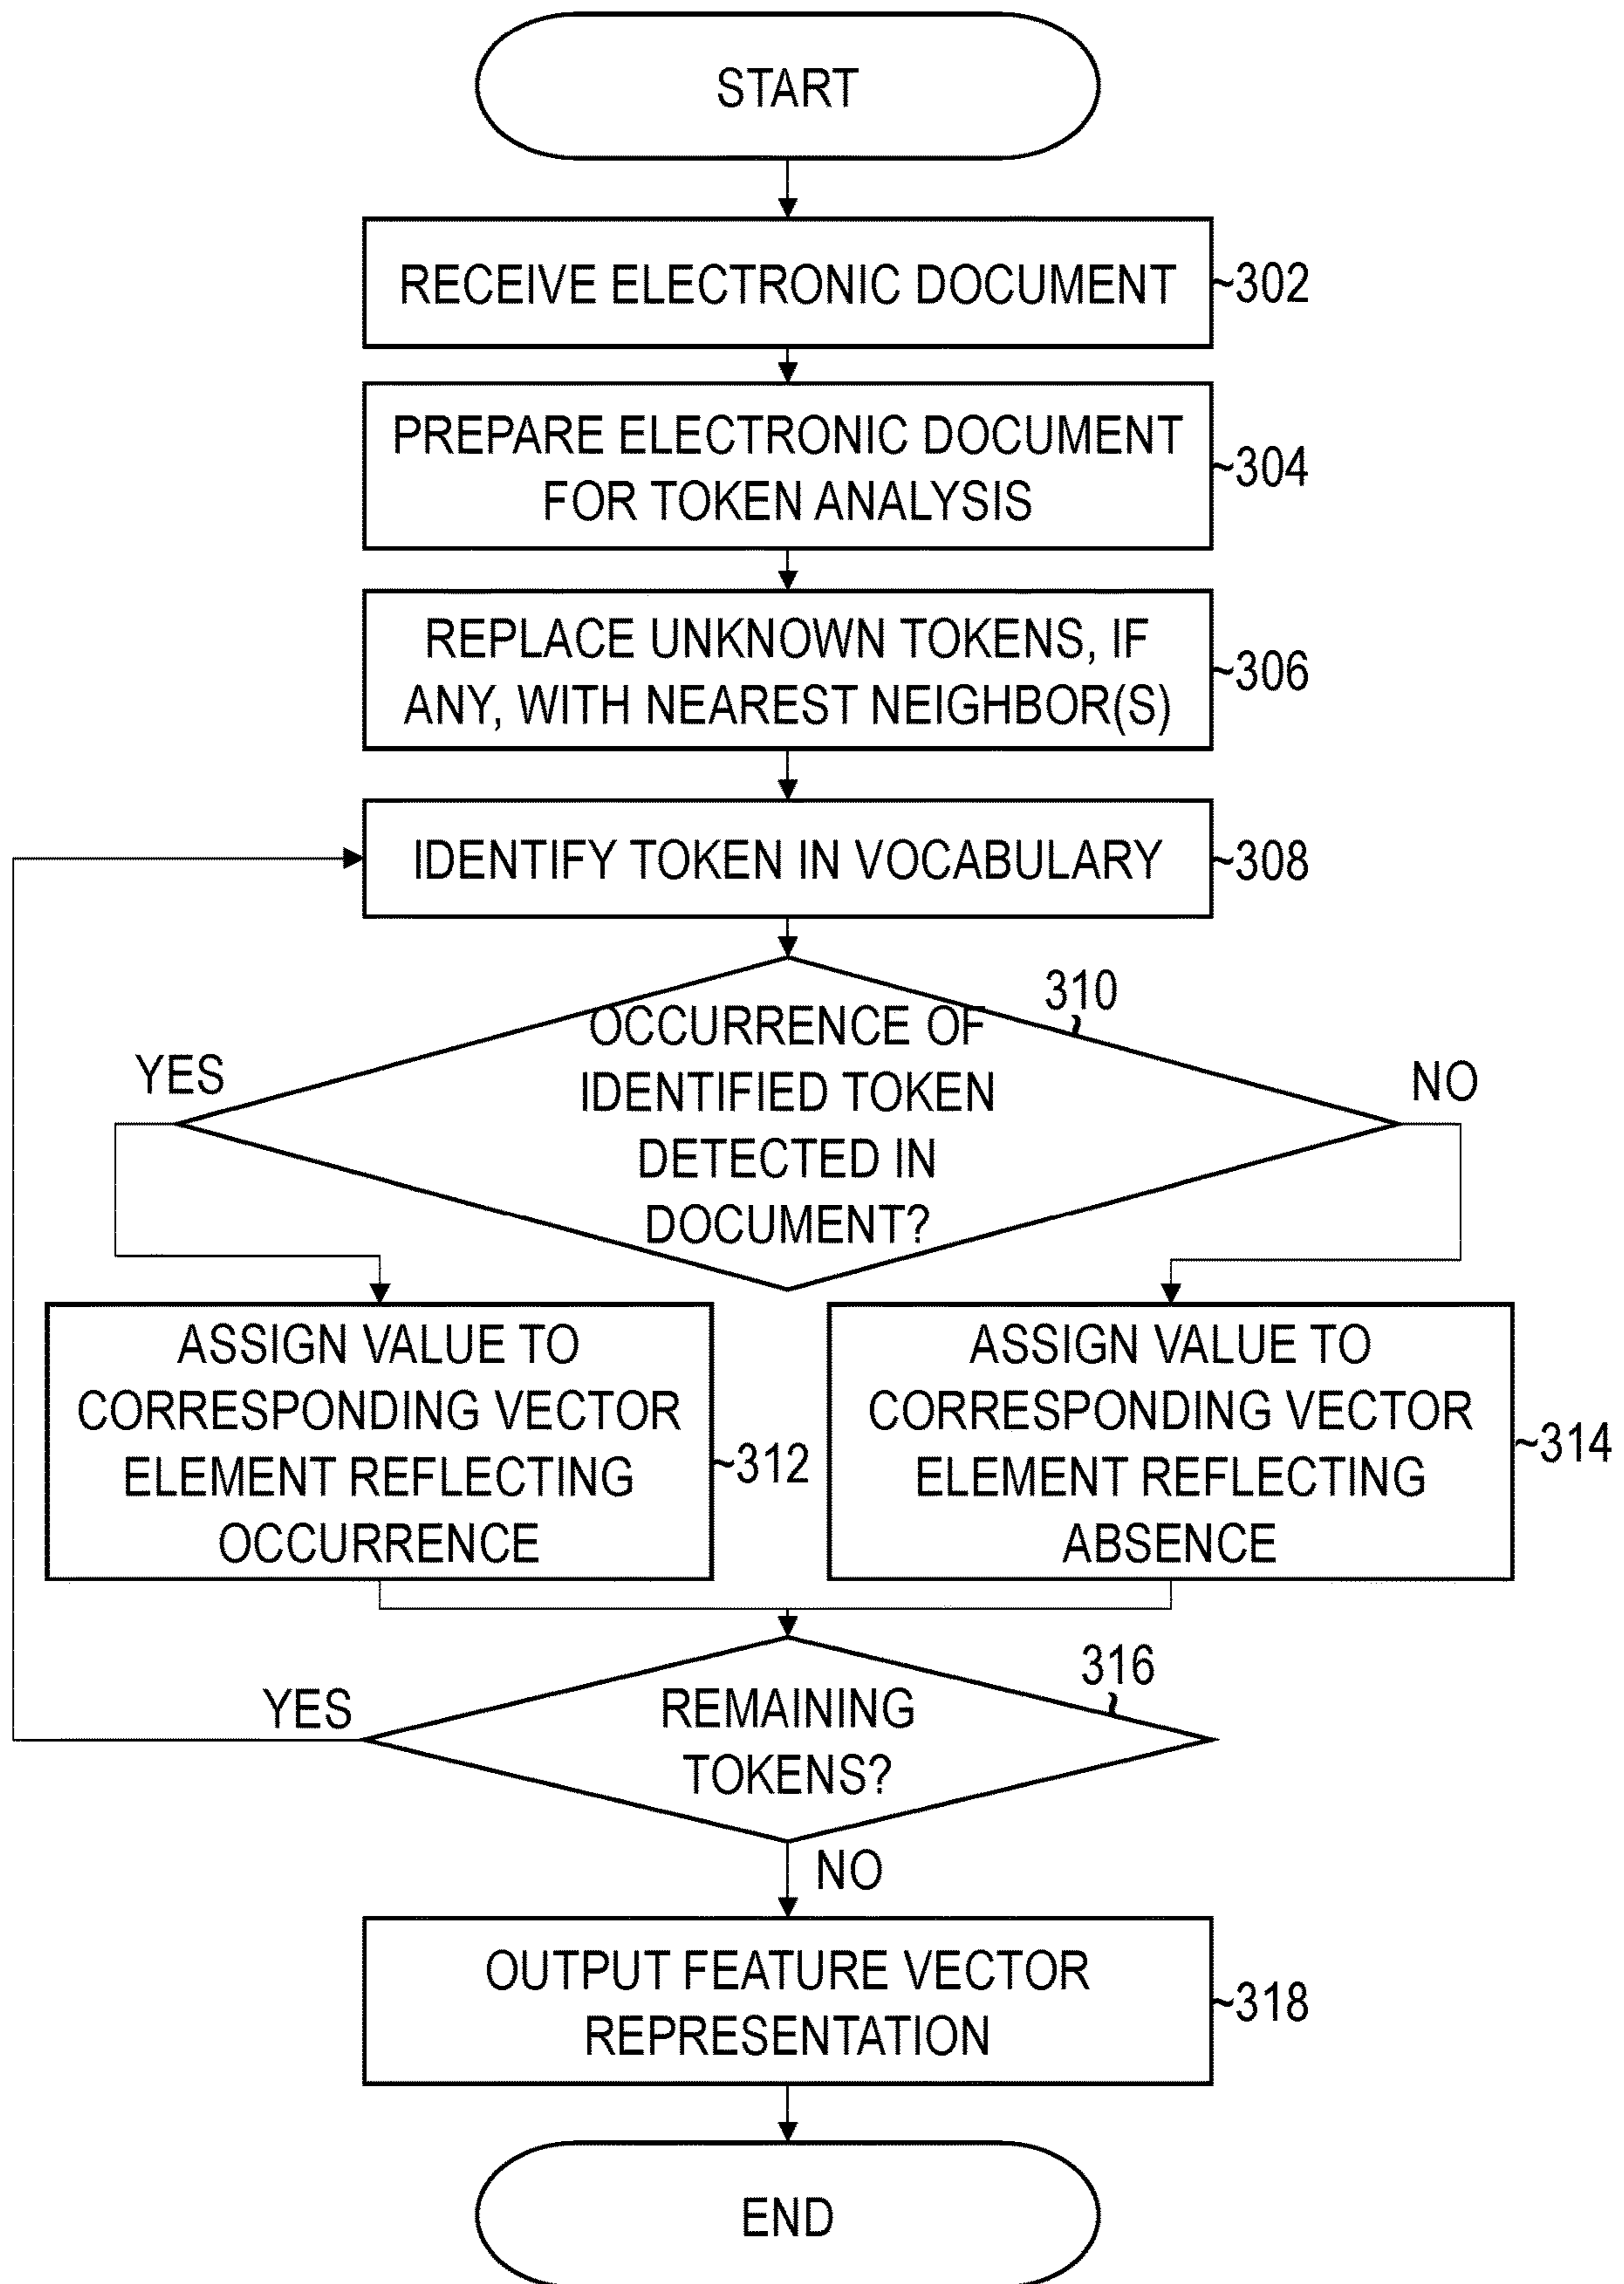 START
RECEIVE ELECTRONIC DOCUMENT
~302
PREPARE ELECTRONIC DOCUMENT
FOR TOKEN ANALYSIS
~304
REPLACE UNKNOWN TOKENS, IF
ANY, WITH NEAREST NEIGHBOR(S)
~306
IDENTIFY TOKEN IN VOCABULARY
~308
310
OCCURRENCE OF
IDENTIFIED TOKEN
DETECTED IN
DOCUMENT?
YES
NO
ASSIGN VALUE TO
CORRESPONDING VECTOR
ELEMENT REFLECTING
OCCURRENCE
~312
ASSIGN VALUE TO
CORRESPONDING VECTOR
ELEMENT REFLECTING
ABSENCE
~314
316
REMAINING
TOKENS?
YES
NO
OUTPUT FEATURE VECTOR
REPRESENTATION
~318
END